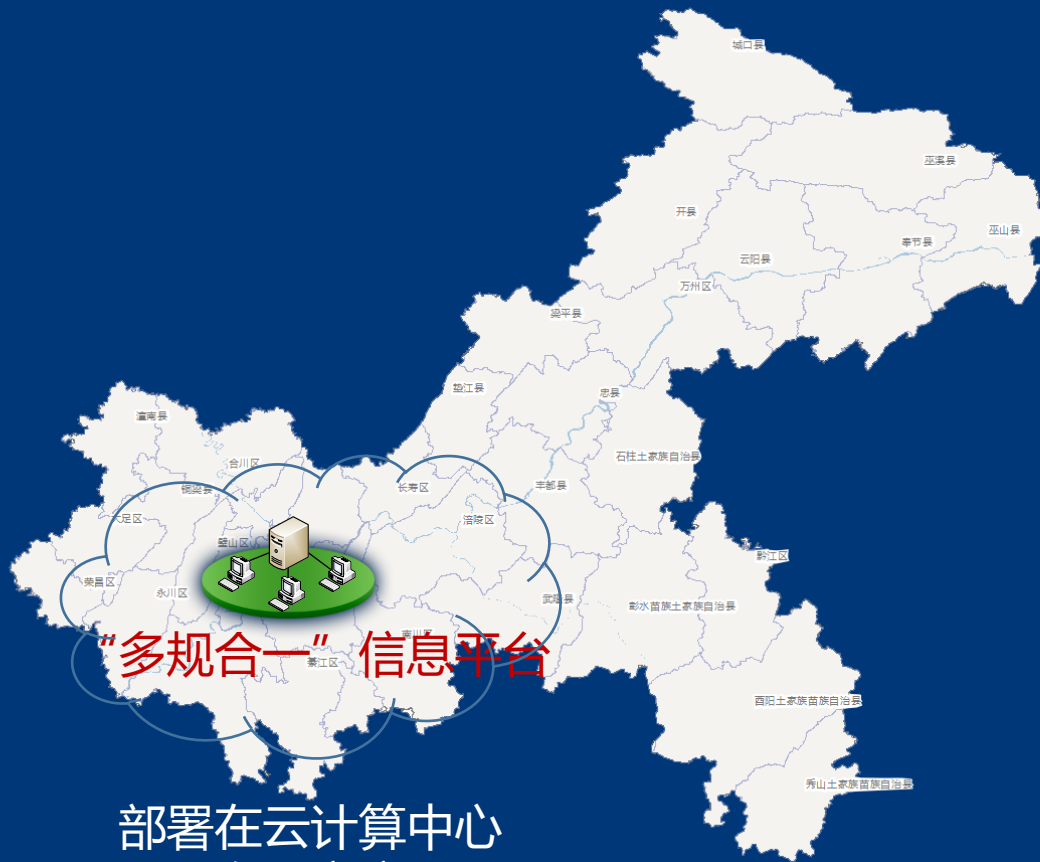 城口县
巫溪县
开县
巫山县
奉节县
云阳县
万州区
梁平县
垫江县
忠县
潼南县
石柱土家族自治县
合川区
长寿区
丰都县
铜梁县
大足区
涪陵区
璧山区
黔江区
荣昌区
永川区
武隆县
彭水苗族土家族自治县
南川区
“多规合一”信息平台
綦江区
酉阳土家族苗族自治县
秀山土家族苗族自治县
部署在云计算中心